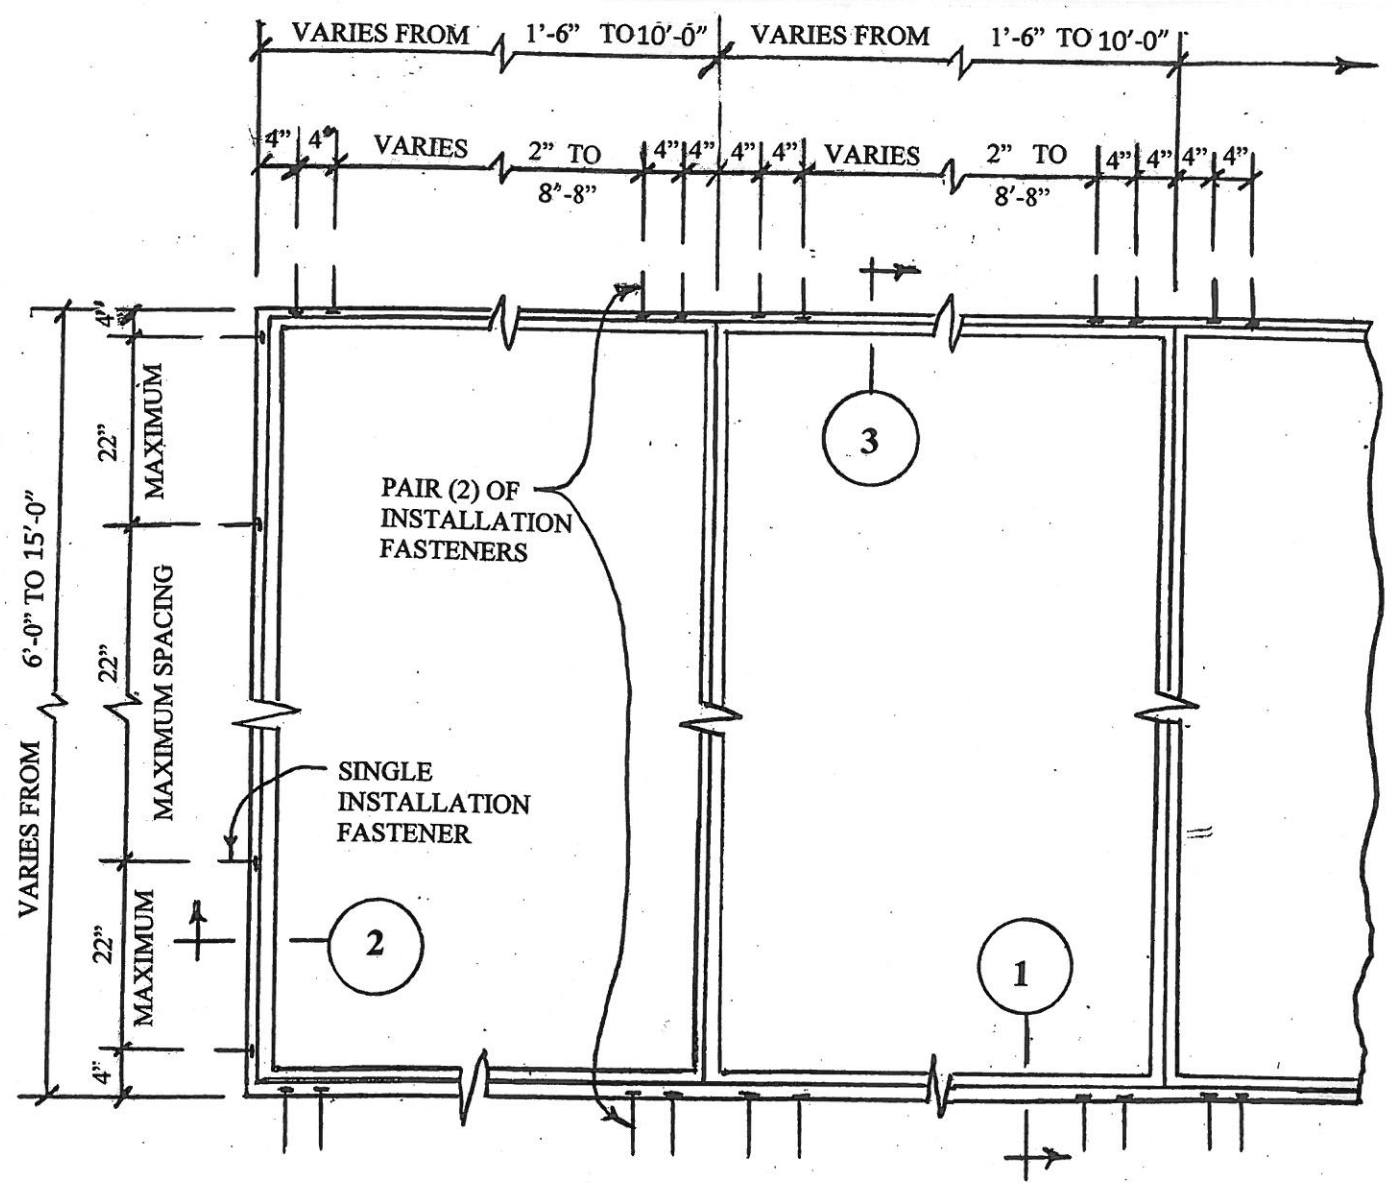 VARIES FROM 1'-6” TO 10'-0” VARIES FROM 1'-6” TO 10'-0”
4” 4” VARIES 2” TO 4” 4” 4” 4” VARIES 2” TO 4” 4” 4” 4”
8'-8” 8'-8”
4”
22”
MAXIMUM
22”
MAXIMUM SPACING
22”
MAXIMUM
4”
VARIES FROM 6'-0” TO 15'-0”
PAIR (2) OF
INSTALLATION
FASTENERS
SINGLE
INSTALLATION
FASTENER
3
2
1